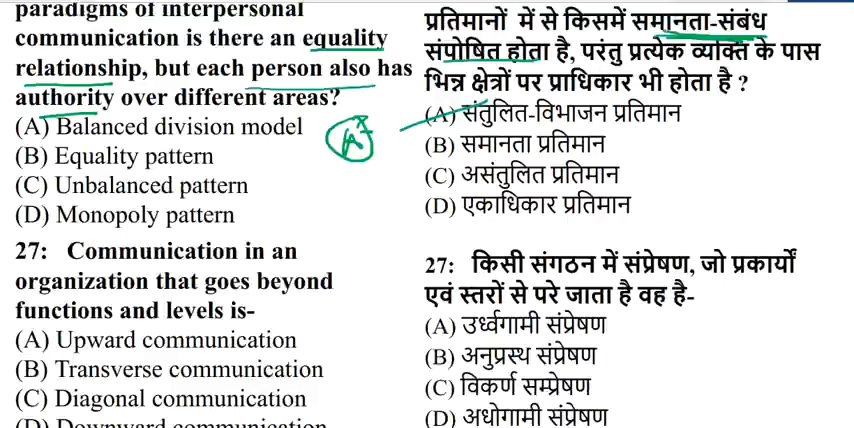 paradigms of interpersonal
communication is there an equality
relationship, but each person also has
authority over different areas?
(A) Balanced division model
(B) Equality pattern
(C) Unbalanced pattern
(D) Monopoly pattern
27: Communication in an
organization that goes beyond
functions and levels is-
(A) Upward communication
(B) Transverse communication
(C) Diagonal communication
(D) Downward communication
A
प्रतिमानों में से किसमें समानता-संबंध
संपोषित होता है, परंतु प्रत्येक व्यक्ति के पास
भिन्न क्षेत्रों पर प्राधिकार भी होता है ?
(A) संतुलित-विभाजन प्रतिमान
(B) समानता प्रतिमान
(C) असंतुलित प्रतिमान
(D) एकाधिकार प्रतिमान
27: किसी संगठन में संप्रेषण, जो प्रकार्यों
एवं स्तरों से परे जाता है वह है-
(A) उर्ध्वगामी संप्रेषण
(B) अनुप्रस्थ संप्रेषण
(C) विकर्ण सम्प्रेषण
(D) अधोगामी संप्रेषण